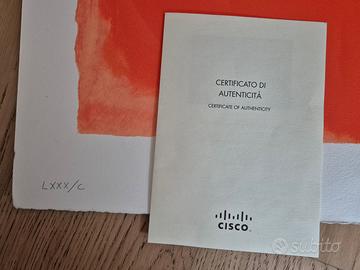 CERTIFICATO DI
AUTENTICITÀ
CERTIFICATE OF AUTHENTICITY
LXXX/C
CISCO
subito